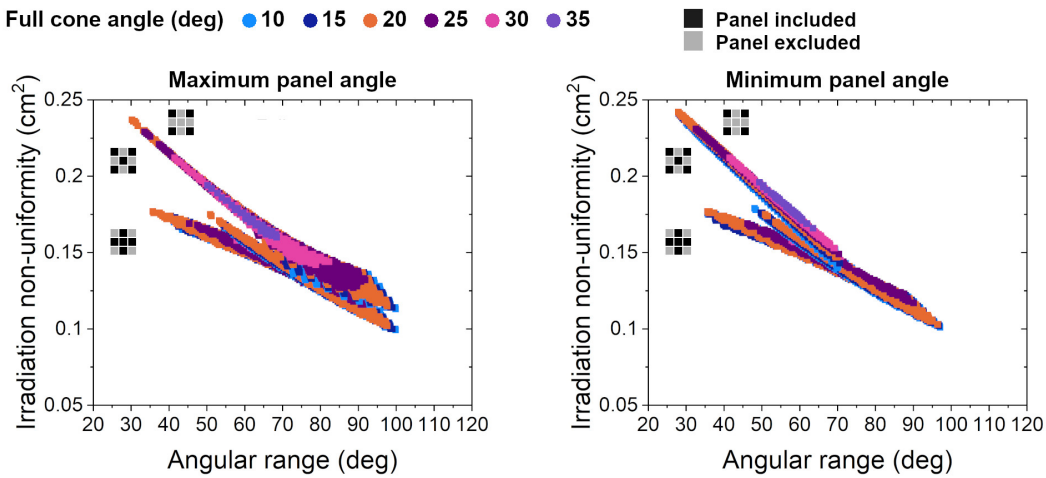 Full cone angle (deg) 10 15 20 25 30 35
Panel included
Panel excluded
Maximum panel angle
Irradiation non-uniformity (cm²)
0.25
0.2
0.15
0.1
0.05
20 30 40 50 60 70 80 90 100 110 120
Angular range (deg)
Minimum panel angle
Irradiation non-uniformity (cm²)
0.25
0.2
0.15
0.1
0.05
20 30 40 50 60 70 80 90 100 110 120
Angular range (deg)